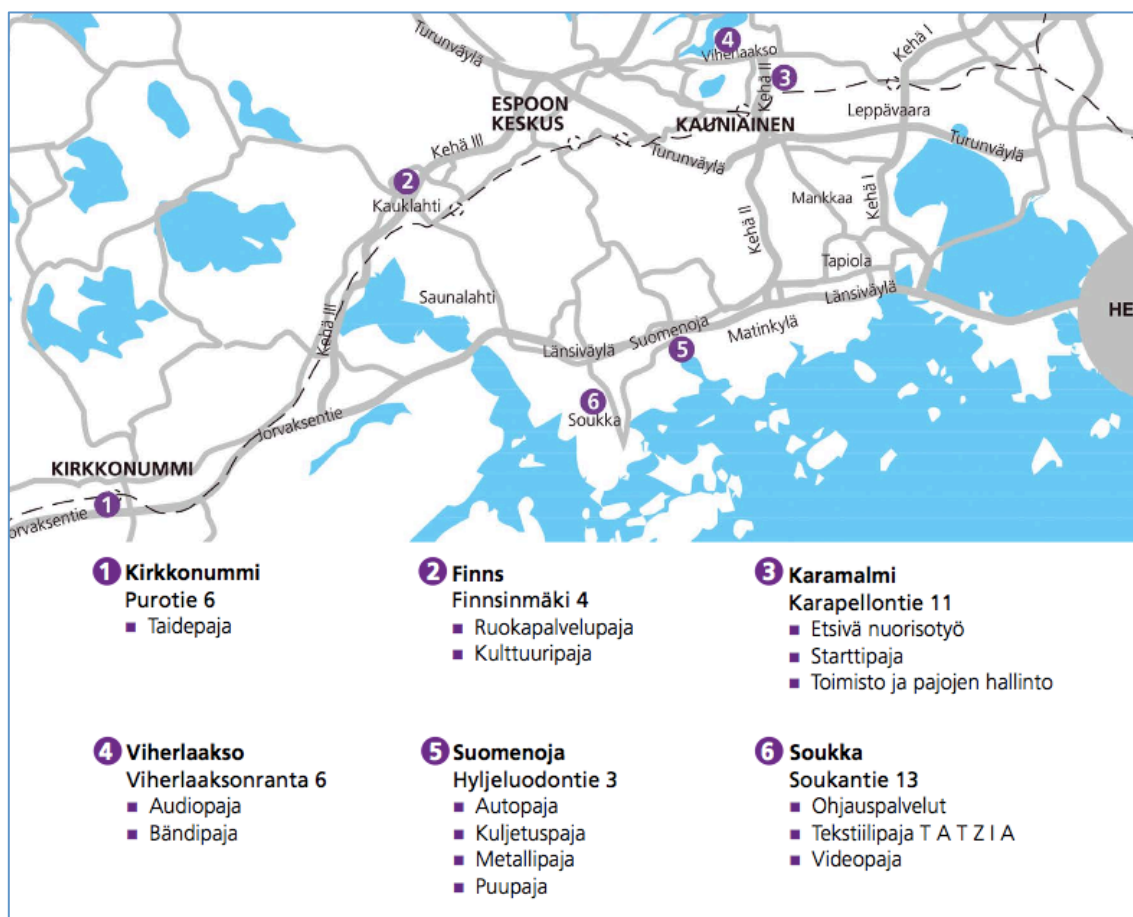 4
Viherlaakso
Turunväylä
Kehä I
Kehä II
3
ESPOON
KESKUS
KAUNIAINEN
Leppävaara
Kehä III
Turunväylä
Turunväylä
2
Kauklahti
Mankkaa
Kehä I
Kehä II
Tapiola
Saunalahti
Länsiväylä
HE
Kehä III
Suomenoja
Matinkylä
Länsiväylä
5
6
Soukka
Jorvaksentie
KIRKKONUMMI
1
Jorvaksentie
1 Kirkkonummi
Purotie 6
Taidepaja
2 Finns
Finnsinmäki 4
Ruokapalvelupaja
Kulttuuripaja
3 Karamalmi
Karapellontie 11
Etsivä nuorisotyö
Starttipaja
Toimisto ja pajojen hallinto
4 Viherlaakso
Viherlaaksonranta 6
Audiopaja
Bändipaja
5 Suomenoja
Hyljeluodontie 3
Autopaja
Kuljetuspaja
Metallipaja
Puupaja
6 Soukka
Soukantie 13
Ohjauspalvelut
Tekstiilipaja T A T Z I A
Videopaja